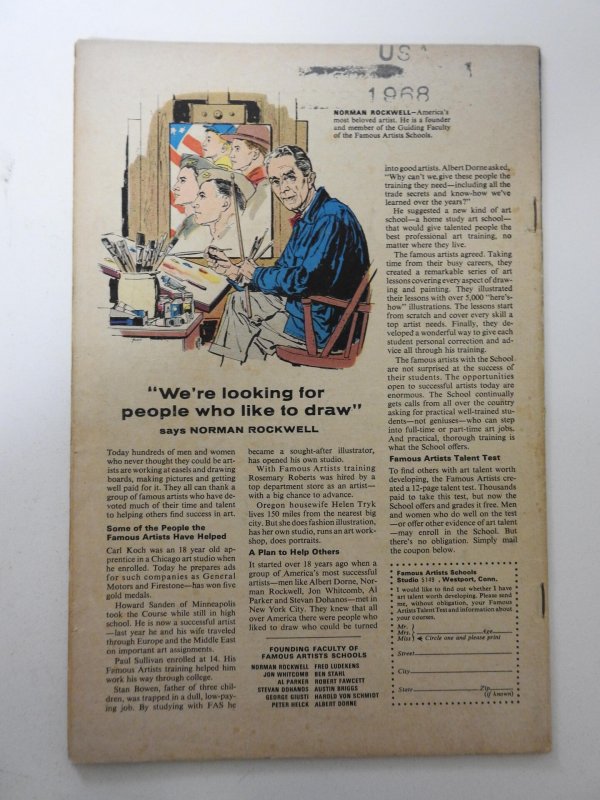 USA
1968
NORMAN ROCKWELL—America's
most beloved artist. He is a founder
and member of the Guiding Faculty
of the Famous Artists Schools.
"We're looking for
people who like to draw"
says NORMAN ROCKWELL
Today hundreds of men and women
who never thought they could be art-
ists are working at easels and drawing
boards, making pictures and getting
well paid for it. They all can thank a
group of famous artists who have de-
voted much of their time and talent
to helping others find success in art.
Some of the People the
Famous Artists Have Helped
Carl Koch was an 18 year old ap-
prentice in a Chicago art studio when
he enrolled. Today he prepares ads
for such companies as General
Motors and Firestone—has won five
gold medals.
Howard Sanden of Minneapolis
took the Course while still in high
school. He is now a successful artist
—last year he and his wife traveled
through Europe and the Middle East
on important art assignments.
Paul Sullivan enrolled at 14. His
Famous Artists training helped him
work his way through college.
Stan Bowen, father of three chil-
dren, was trapped in a dull, low-pay-
ing job. By studying with FAS he
became a sought-after illustrator,
has opened his own studio.
With Famous Artists training
Rosemary Roberts was hired by a
top department store as an artist—
with a big chance to advance.
Oregon housewife Helen Tryk
lives 150 miles from the nearest big
city. But she does fashion illustration,
has her own studio, runs an art work-
shop, does portraits.
A Plan to Help Others
It started over 18 years ago when a
group of America's most successful
artists—men like Albert Dorne, Nor-
man Rockwell, Jon Whitcomb, Al
Parker and Stevan Dohanos—met in
New York City. They knew that all
over America there were people who
liked to draw who could be turned
FOUNDING FACULTY OF
FAMOUS ARTISTS SCHOOLS
NORMAN ROCKWELL FRED LUDEKENS
JON WHITCOMB BEN STAHL
AL PARKER ROBERT FAWCETT
STEVAN DOHANOS AUSTIN BRIGGS
GEORGE GIUSTI HAROLD VON SCHMIDT
PETER HELCK ALBERT DORNE
into good artists. Albert Dorne asked,
"Why can't we give these people the
training they need—including all the
trade secrets and know-how we've
learned over the years?"
He suggested a new kind of art
school—a home study art school—
that would give talented people the
best professional art training, no
matter where they live.
The famous artists agreed. Taking
time from their busy careers, they
created a remarkable series of art
lessons covering every aspect of draw-
ing and painting. They illustrated
their lessons with over 5,000 "here's-
how" illustrations. The lessons start
from scratch and cover every skill a
top artist needs. Finally, they de-
veloped a wonderful way to give each
student personal correction and ad-
vice all through his training.
The famous artists with the School
are not surprised at the success of
their students. The opportunities
open to successful artists today are
enormous. The School continually
gets calls from all over the country
asking for practical well-trained stu-
dents—not geniuses—who can step
into full-time or part-time art jobs.
And practical, thorough training is
what the School offers.
Famous Artists Talent Test
To find others with art talent worth
developing, the Famous Artists cre-
ated a 12-page talent test. Thousands
paid to take this test, but now the
School offers and grades it free. Men
and women who do well on the test
—or offer other evidence of art talent
—may enroll in the School. But
there's no obligation. Simply mail
the coupon below.
Famous Artists Schools
Studio 5149, Westport, Conn.
I would like to find out whether I have
art talent worth developing. Please send
me, without obligation, your Famous
Artists Talent Test and information about
your courses.
Mr.
Mrs. Age
Miss Circle one and please print
Street
City
State Zip
(if known)